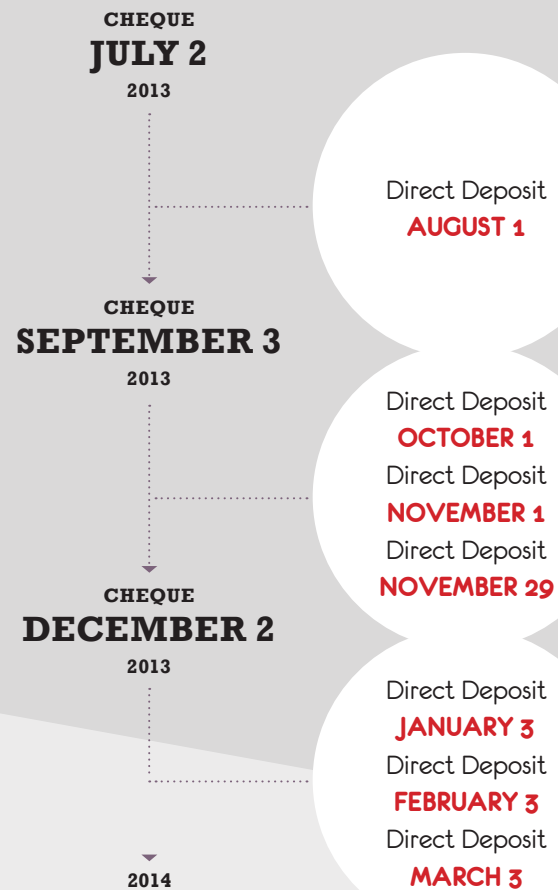 CHEQUE
JULY 2
2013
Direct Deposit
AUGUST 1
CHEQUE
SEPTEMBER 3
2013
Direct Deposit
OCTOBER 1
Direct Deposit
NOVEMBER 1
Direct Deposit
NOVEMBER 29
CHEQUE
DECEMBER 2
2013
Direct Deposit
JANUARY 3
Direct Deposit
FEBRUARY 3
Direct Deposit
MARCH 3
2014